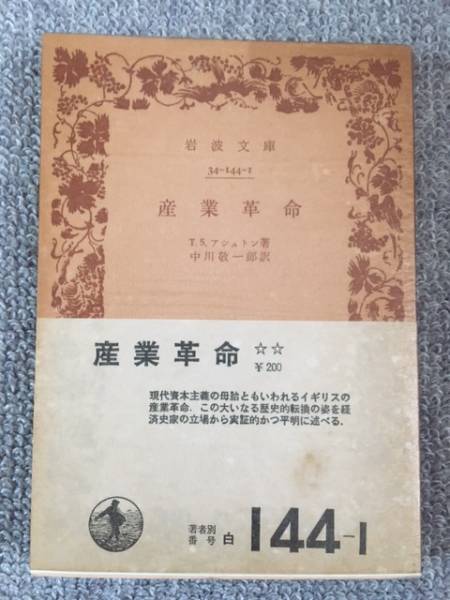 岩波文庫
34-144-1
産業革命
T.S.アシュトン著
中川敬一郎訳
産業革命 ☆☆
¥200
現代資本主義の母胎ともいわれるイギリスの
産業革命．この大いなる歴史的転換の姿を経
済史家の立場から実証的かつ平明に述べる．
著者別
番号 白 144-1